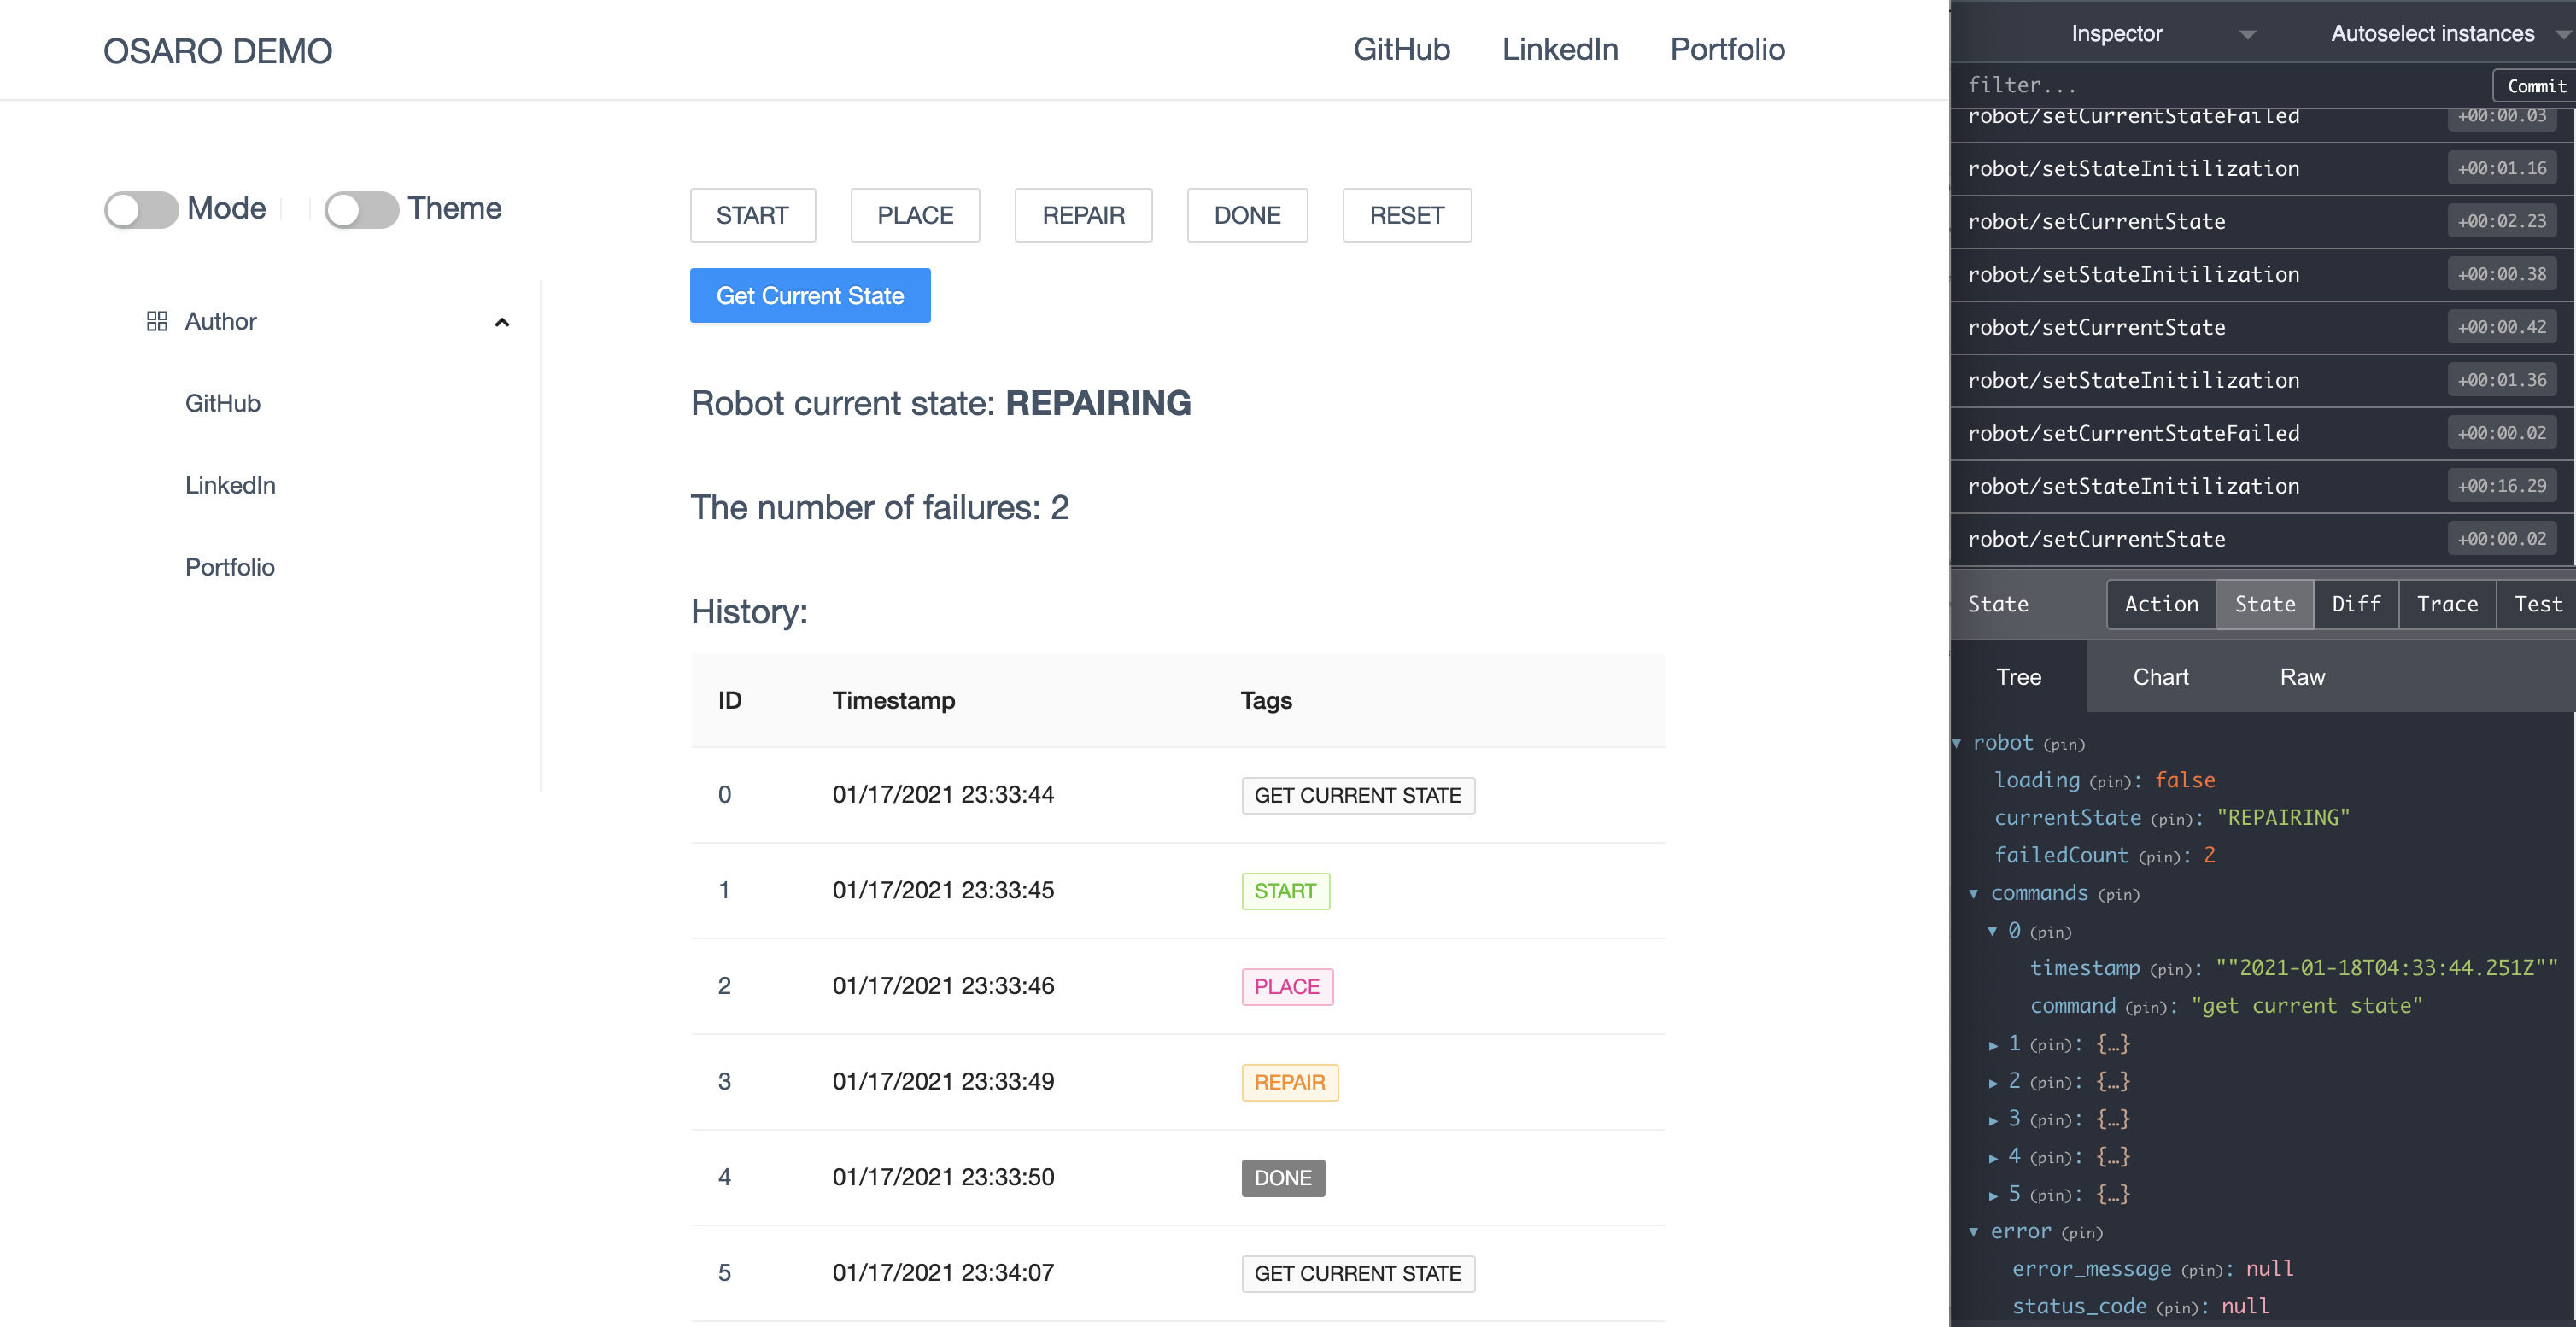 OSARO DEMO
GitHub LinkedIn Portfolio
Mode Theme
Author
GitHub
LinkedIn
Portfolio
START PLACE REPAIR DONE RESET
Get Current State
Robot current state: REPAIRING
The number of failures: 2
History:
ID Timestamp Tags
0 01/17/2021 23:33:44 GET CURRENT STATE
1 01/17/2021 23:33:45 START
2 01/17/2021 23:33:46 PLACE
3 01/17/2021 23:33:49 REPAIR
4 01/17/2021 23:33:50 DONE
5 01/17/2021 23:34:07 GET CURRENT STATE
Inspector Autoselect instances
filter... Commit
robot/setCurrentStateFailed +00:00.03
robot/setStateInitilization +00:01.16
robot/setCurrentState +00:02.23
robot/setStateInitilization +00:00.38
robot/setCurrentState +00:00.42
robot/setStateInitilization +00:01.36
robot/setCurrentStateFailed +00:00.02
robot/setStateInitilization +00:16.29
robot/setCurrentState +00:00.02
State Action State Diff Trace Test
Tree Chart Raw
robot (pin)
loading (pin): false
currentState (pin): "REPAIRING"
failedCount (pin): 2
commands (pin)
0 (pin)
timestamp (pin): ""2021-01-18T04:33:44.251Z""
command (pin): "get current state"
1 (pin): {…}
2 (pin): {…}
3 (pin): {…}
4 (pin): {…}
5 (pin): {…}
error (pin)
error_message (pin): null
status_code (pin): null